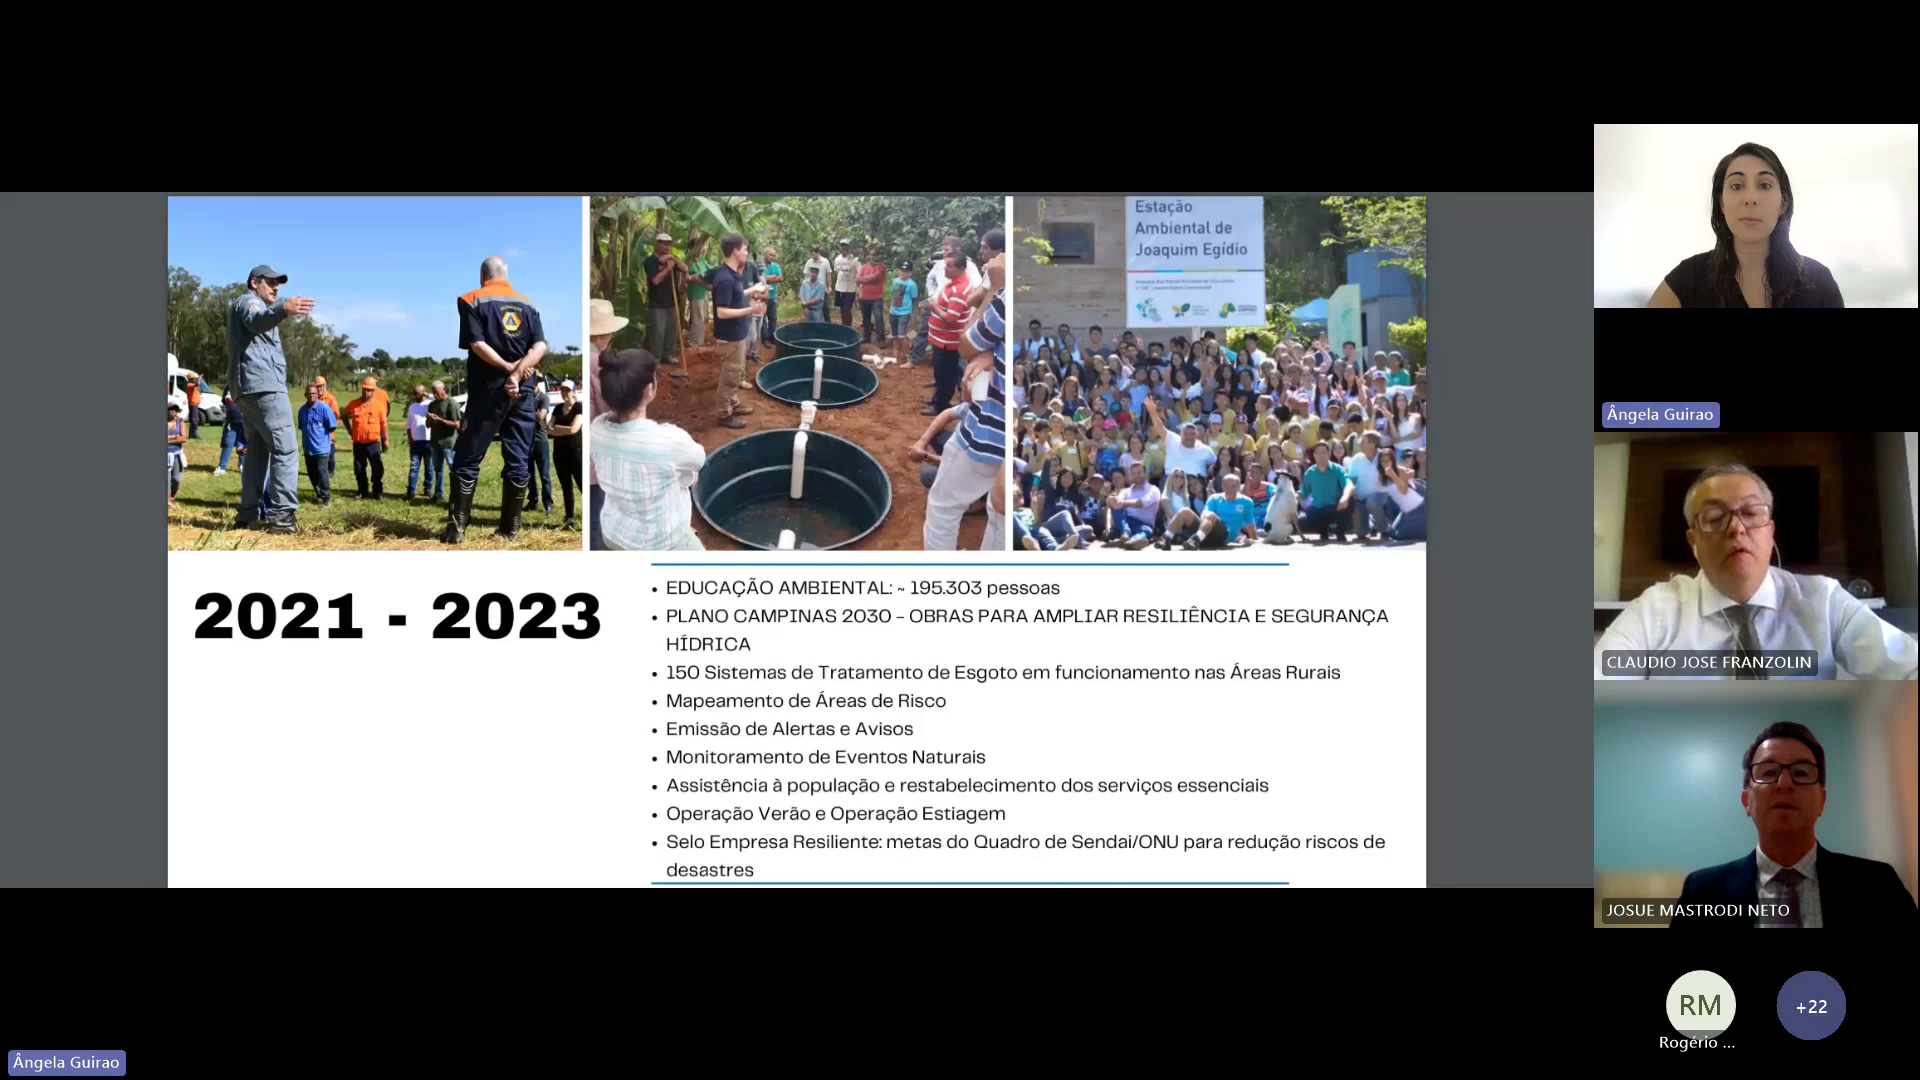 Estação
Ambiental de
Joaquim Egídio
2021 - 2023
• EDUCAÇÃO AMBIENTAL: ~ 195.303 pessoas
• PLANO CAMPINAS 2030 - OBRAS PARA AMPLIAR RESILIÊNCIA E SEGURANÇA
HÍDRICA
• 150 Sistemas de Tratamento de Esgoto em funcionamento nas Áreas Rurais
• Mapeamento de Áreas de Risco
• Emissão de Alertas e Avisos
• Monitoramento de Eventos Naturais
• Assistência à população e restabelecimento dos serviços essenciais
• Operação Verão e Operação Estiagem
• Selo Empresa Resiliente: metas do Quadro de Sendai/ONU para redução riscos de
desastres
Ângela Guirao
CLAUDIO JOSE FRANZOLIN
JOSUE MASTRODI NETO
RM
+22
Rogério ...
Ângela Guirao